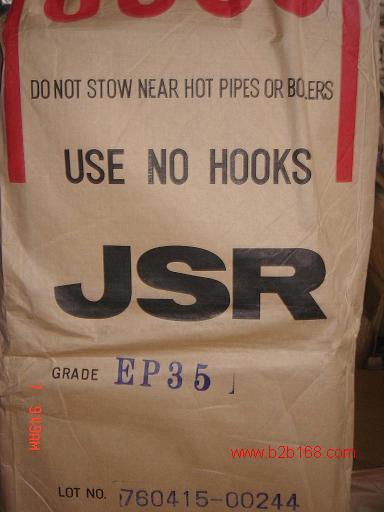 DO NOT STOW NEAR HOT PIPES OR BOILERS
USE NO HOOKS
JSR
GRADE EP35
www.b2b168.com
LOT NO. 760415-00244